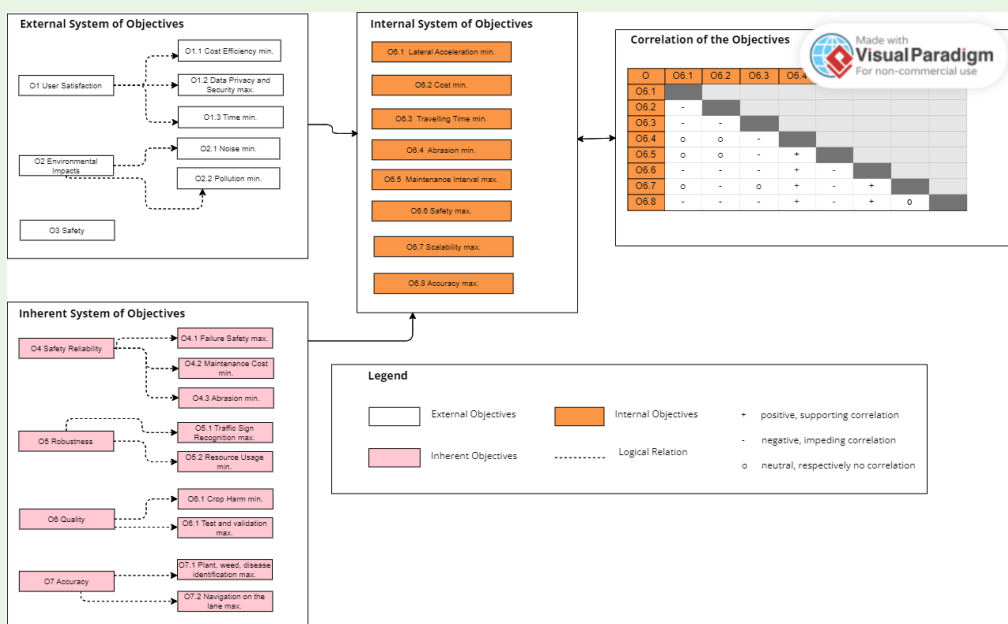 External System of Objectives
O1 User Satisfaction
O1.1 Cost Efficiency min.
O1.2 Data Privacy and
Security max.
O1.3 Time min.
O2 Environmental
Impacts
O2.1 Noise min.
O2.2 Pollution min.
O3 Safety
Internal System of Objectives
O6.1 Lateral Acceleration min.
O6.2 Cost min.
O6.3 Travelling Time min.
O6.4 Abrasion min.
O6.5 Maintenance Interval max.
O6.6 Safety max.
O6.7 Scalability max.
O6.8 Accuracy max.
Correlation of the Objectives
Made with
Visual Paradigm
For non-commercial use
O O6.1 O6.2 O6.3 O6.4
O6.1
O6.2 -
O6.3 - -
O6.4 o o -
O6.5 o o - +
O6.6 - - - + -
O6.7 o - o + - +
O6.8 - - - + - + o
Inherent System of Objectives
O4 Safety Reliability
O4.1 Failure Safety max.
O4.2 Maintenance Cost
min.
O4.3 Abrasion min.
O5 Robustness
O5.1 Traffic Sign
Recognition max.
O5.2 Resource Usage
min.
O6 Quality
O6.1 Crop Harm min.
O6.1 Test and validation
max.
O7 Accuracy
O7.1 Plant, weed, disease
identification max.
O7.2 Navigation on the
lane max.
Legend
External Objectives
Internal Objectives
+ positive, supporting correlation
Inherent Objectives
Logical Relation
- negative, impeding correlation
o neutral, respectively no correlation